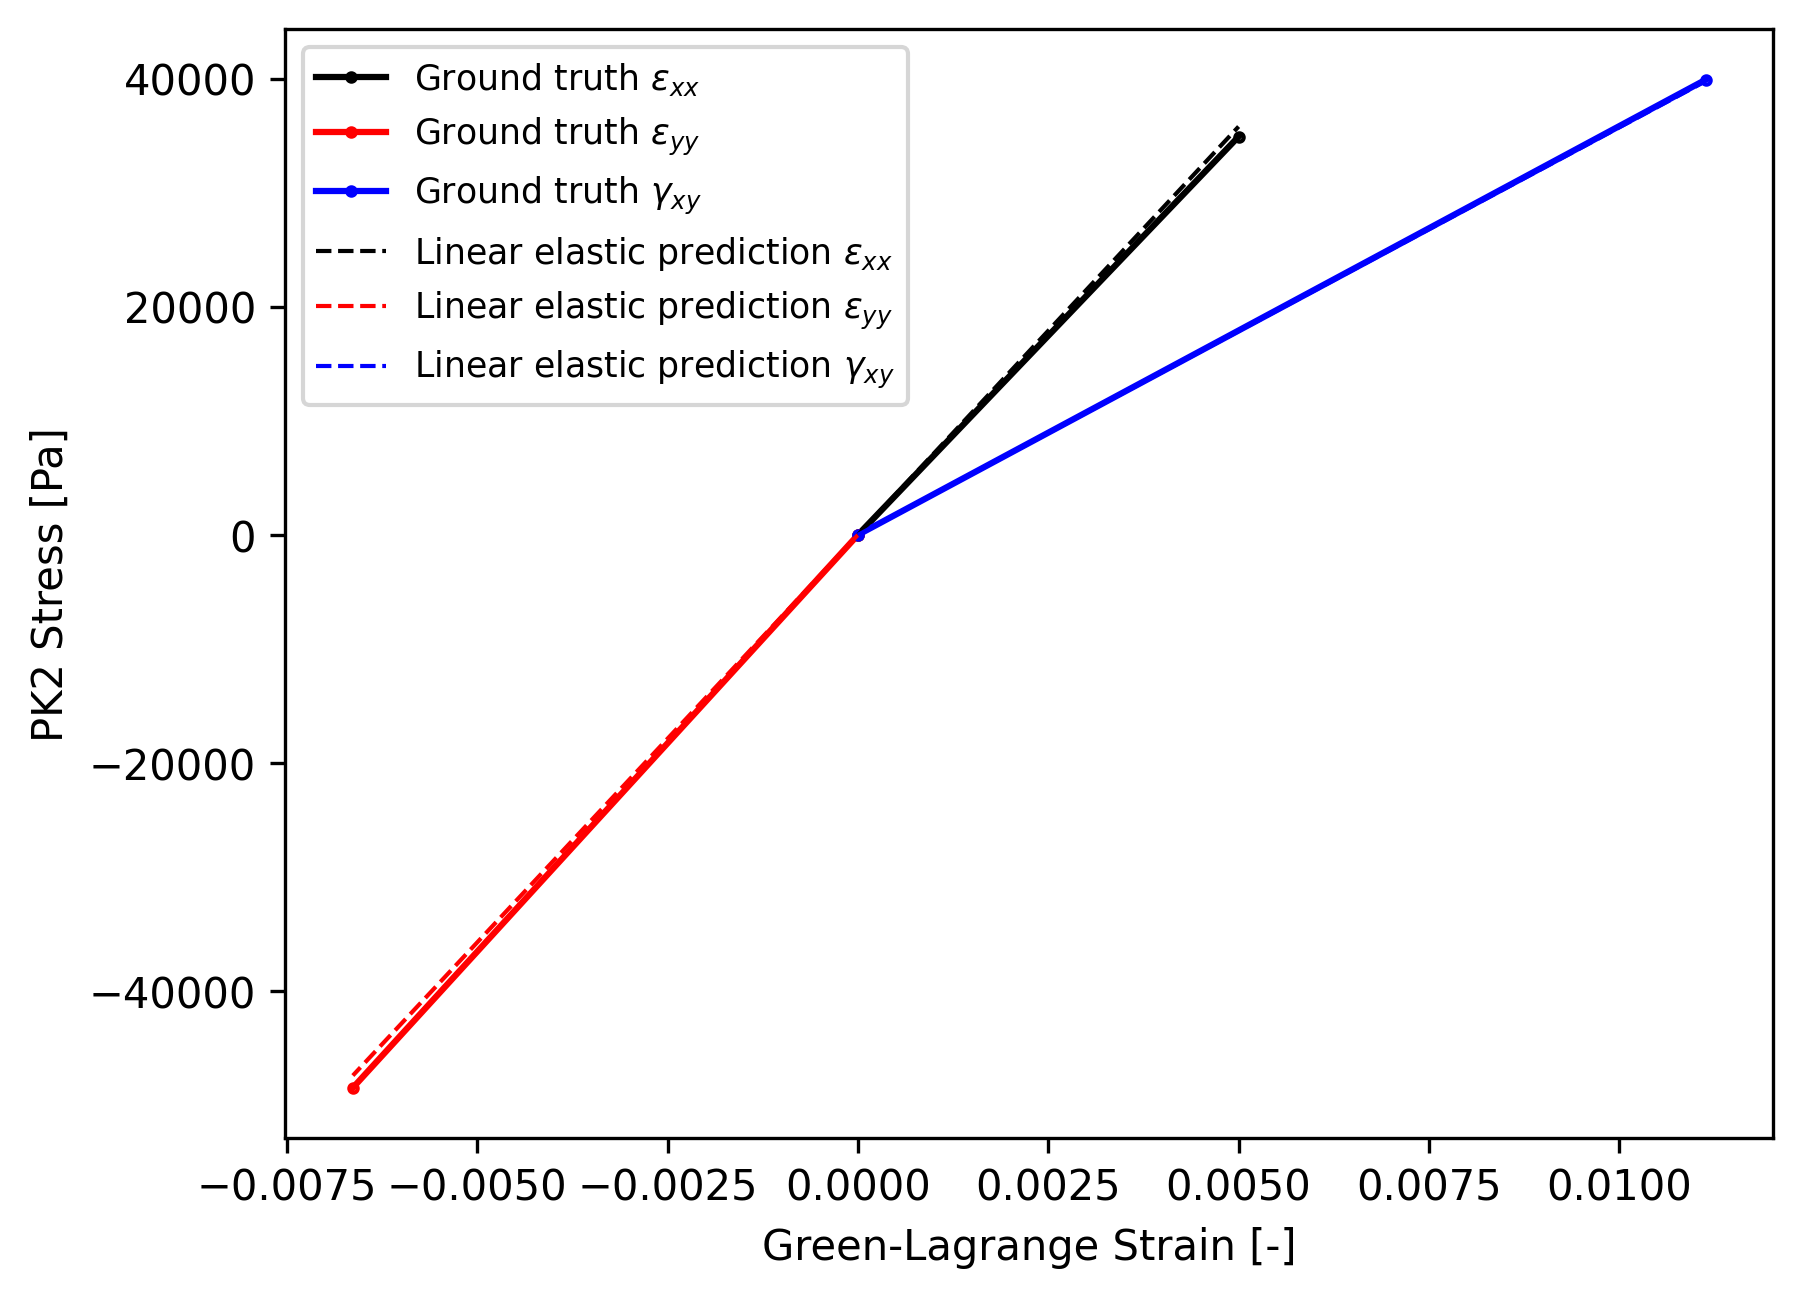 Ground truth εxx
Ground truth εyy
Ground truth γxy
Linear elastic prediction εxx
Linear elastic prediction εyy
Linear elastic prediction γxy
40000
20000
0
−20000
−40000
PK2 Stress [Pa]
−0.0075 −0.0050 −0.0025 0.0000 0.0025 0.0050 0.0075 0.0100
Green-Lagrange Strain [-]